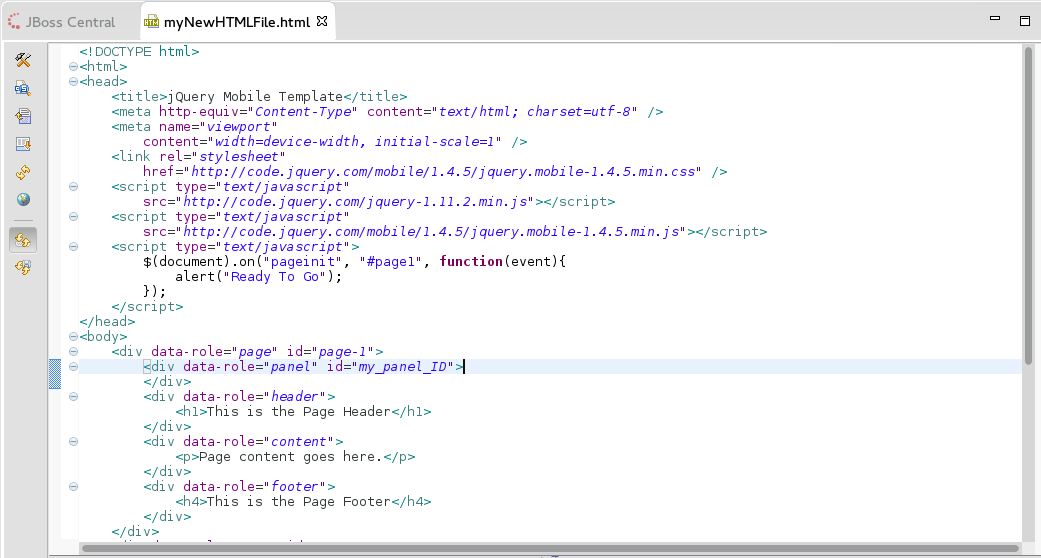 JBoss Central
myNewHTMLFile.html
<!DOCTYPE html>
<html>
<head>
    <title>jQuery Mobile Template</title>
    <meta http-equiv="Content-Type" content="text/html; charset=utf-8" />
    <meta name="viewport"
        content="width=device-width, initial-scale=1" />
    <link rel="stylesheet"
        href="http://code.jquery.com/mobile/1.4.5/jquery.mobile-1.4.5.min.css" />
    <script type="text/javascript"
        src="http://code.jquery.com/jquery-1.11.2.min.js"></script>
    <script type="text/javascript"
        src="http://code.jquery.com/mobile/1.4.5/jquery.mobile-1.4.5.min.js"></script>
    <script type="text/javascript">
        $(document).on("pageinit", "#page1", function(event){
            alert("Ready To Go");
        });
    </script>
</head>
<body>
    <div data-role="page" id="page-1">
        <div data-role="panel" id="my_panel_ID">
        </div>
        <div data-role="header">
            <h1>This is the Page Header</h1>
        </div>
        <div data-role="content">
            <p>Page content goes here.</p>
        </div>
        <div data-role="footer">
            <h4>This is the Page Footer</h4>
        </div>
    </div>